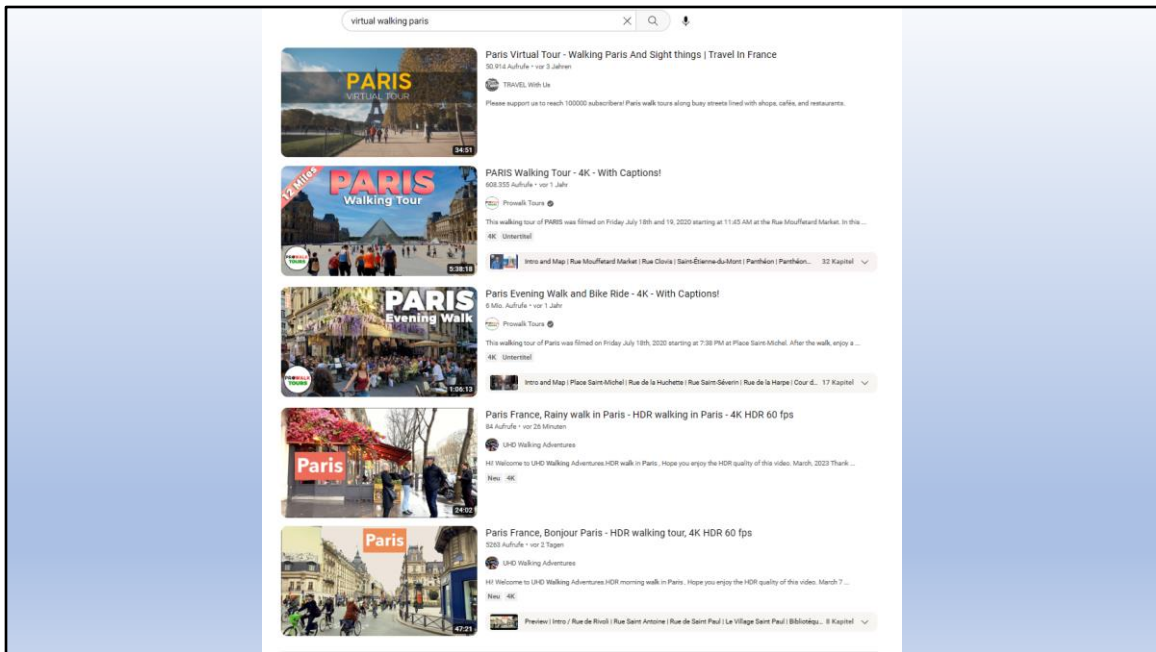 virtual walking paris
PARIS
VIRTUAL TOUR
34:51
Paris Virtual Tour - Walking Paris And Sight things | Travel In France
50.914 Aufrufe • vor 3 Jahren
TRAVEL With Us
Please support us to reach 100000 subscribers! Paris walk tours along busy streets lined with shops, cafés, and restaurants.
12 Miles
PARIS
Walking Tour
PROWALK
TOURS
5:38:18
PARIS Walking Tour - 4K - With Captions!
608.355 Aufrufe • vor 1 Jahr
Prowalk Tours
This walking tour of PARIS was filmed on Friday July 18th and 19, 2020 starting at 11:45 AM at the Rue Mouffetard Market. In this ...
4K Untertitel
Intro and Map | Rue Mouffetard Market | Rue Clovis | Saint-Étienne-du-Mont | Panthéon | Panthéon... 32 Kapitel
PARIS
Evening Walk
PROWALK
TOURS
1:06:13
Paris Evening Walk and Bike Ride - 4K - With Captions!
6 Mio. Aufrufe • vor 1 Jahr
Prowalk Tours
This walking tour of Paris was filmed on Friday July 18th, 2020 starting at 7:38 PM at Place Saint-Michel. After the walk, enjoy a ...
4K Untertitel
Intro and Map | Place Saint-Michel | Rue de la Huchette | Rue Saint-Séverin | Rue de la Harpe | Cour d... 17 Kapitel
Paris
24:02
Paris France, Rainy walk in Paris - HDR walking in Paris - 4K HDR 60 fps
84 Aufrufe • vor 26 Minuten
UHD Walking Adventures
Hi! Welcome to UHD Walking Adventures.HDR walk in Paris . Hope you enjoy the HDR quality of this video. March, 2023 Thank ...
Neu 4K
Paris
47:21
Paris France, Bonjour Paris - HDR walking tour, 4K HDR 60 fps
5265 Aufrufe • vor 2 Tagen
UHD Walking Adventures
Hi! Welcome to UHD Walking Adventures.HDR morning walk in Paris . Hope you enjoy the HDR quality of this video. March 7 ...
Neu 4K
Preview | Intro / Rue de Rivoli | Rue Saint Antoine | Rue de Saint Paul | Le Village Saint Paul | Bibliotéqu... 8 Kapitel